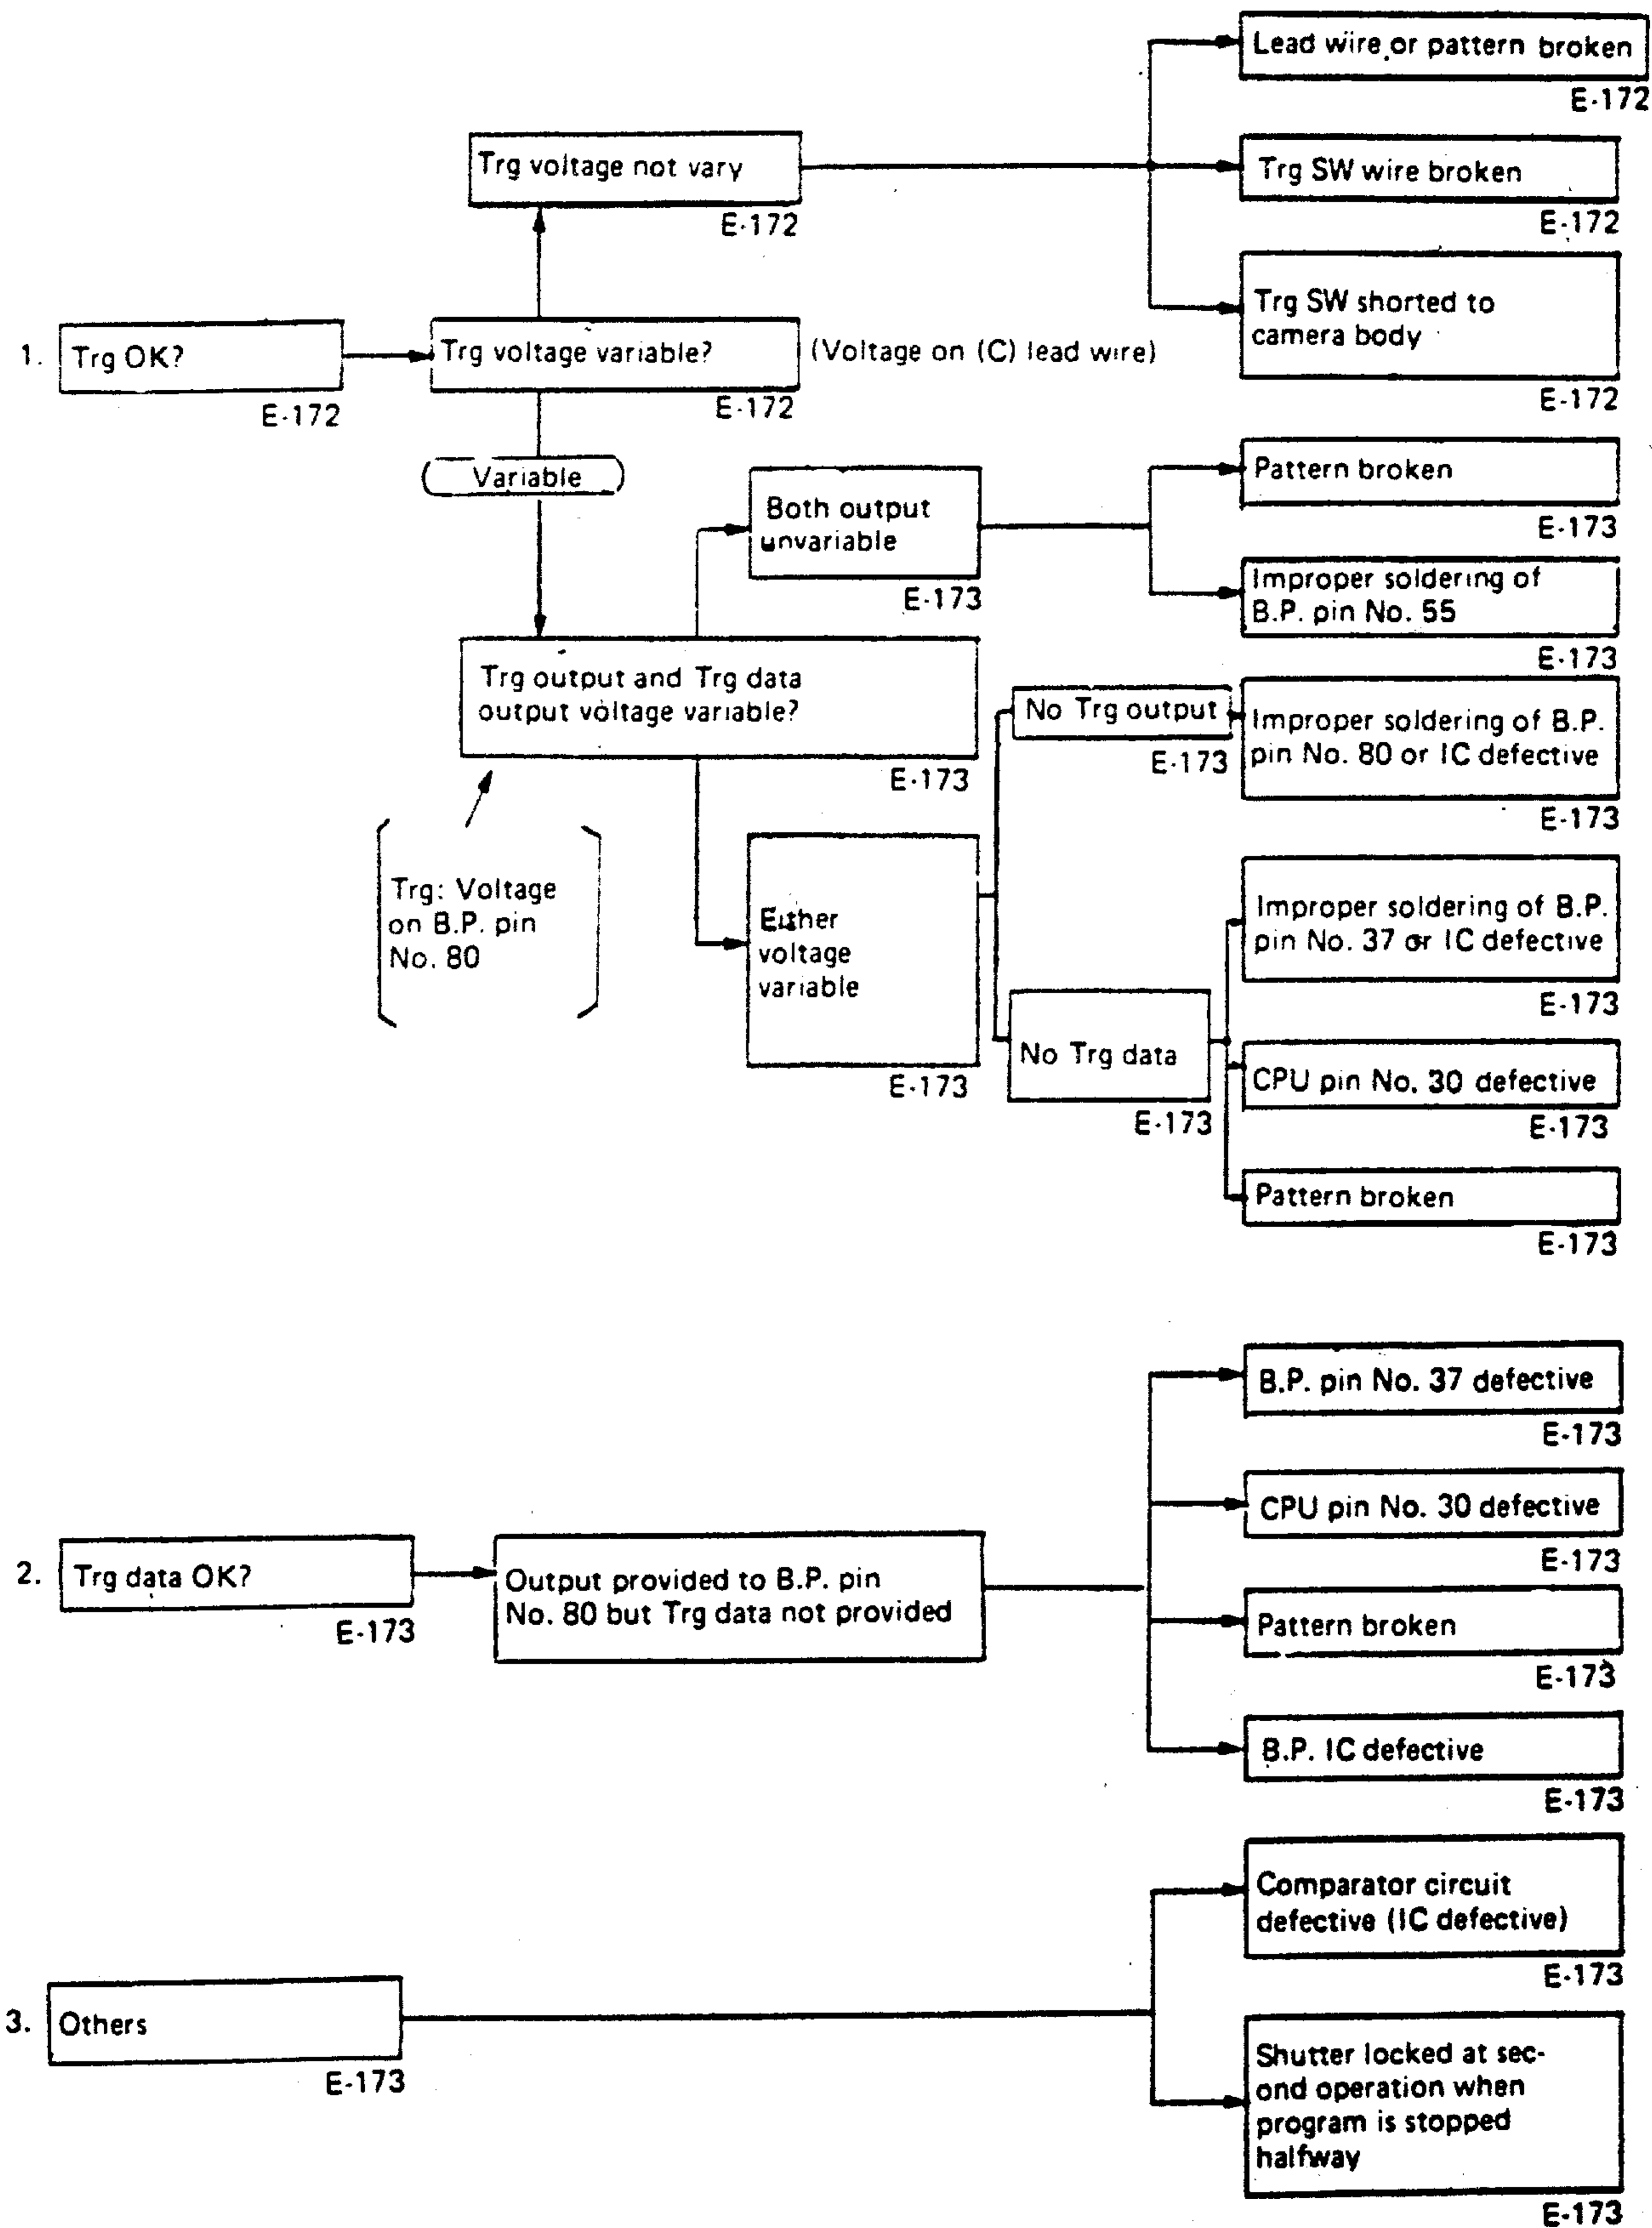 Lead wire or pattern broken
E-172
Trg voltage not vary
E-172
Trg SW wire broken
E-172
Trg SW shorted to
camera body
E-172
1. Trg OK?
E-172
Trg voltage variable?
E-172
(Voltage on (C) lead wire)
Variable
Both output
unvariable
E-173
Pattern broken
E-173
Improper soldering of
B.P. pin No. 55
E-173
Trg output and Trg data
output voltage variable?
E-173
Trg: Voltage
on B.P. pin
No. 80
Either
voltage
variable
E-173
No Trg output
E-173
Improper soldering of B.P.
pin No. 80 or IC defective
E-173
No Trg data
E-173
Improper soldering of B.P.
pin No. 37 or IC defective
E-173
CPU pin No. 30 defective
E-173
Pattern broken
E-173
2. Trg data OK?
E-173
Output provided to B.P. pin
No. 80 but Trg data not provided
B.P. pin No. 37 defective
E-173
CPU pin No. 30 defective
E-173
Pattern broken
E-173
B.P. IC defective
E-173
3. Others
E-173
Comparator circuit
defective (IC defective)
E-173
Shutter locked at sec-
ond operation when
program is stopped
halfway
E-173